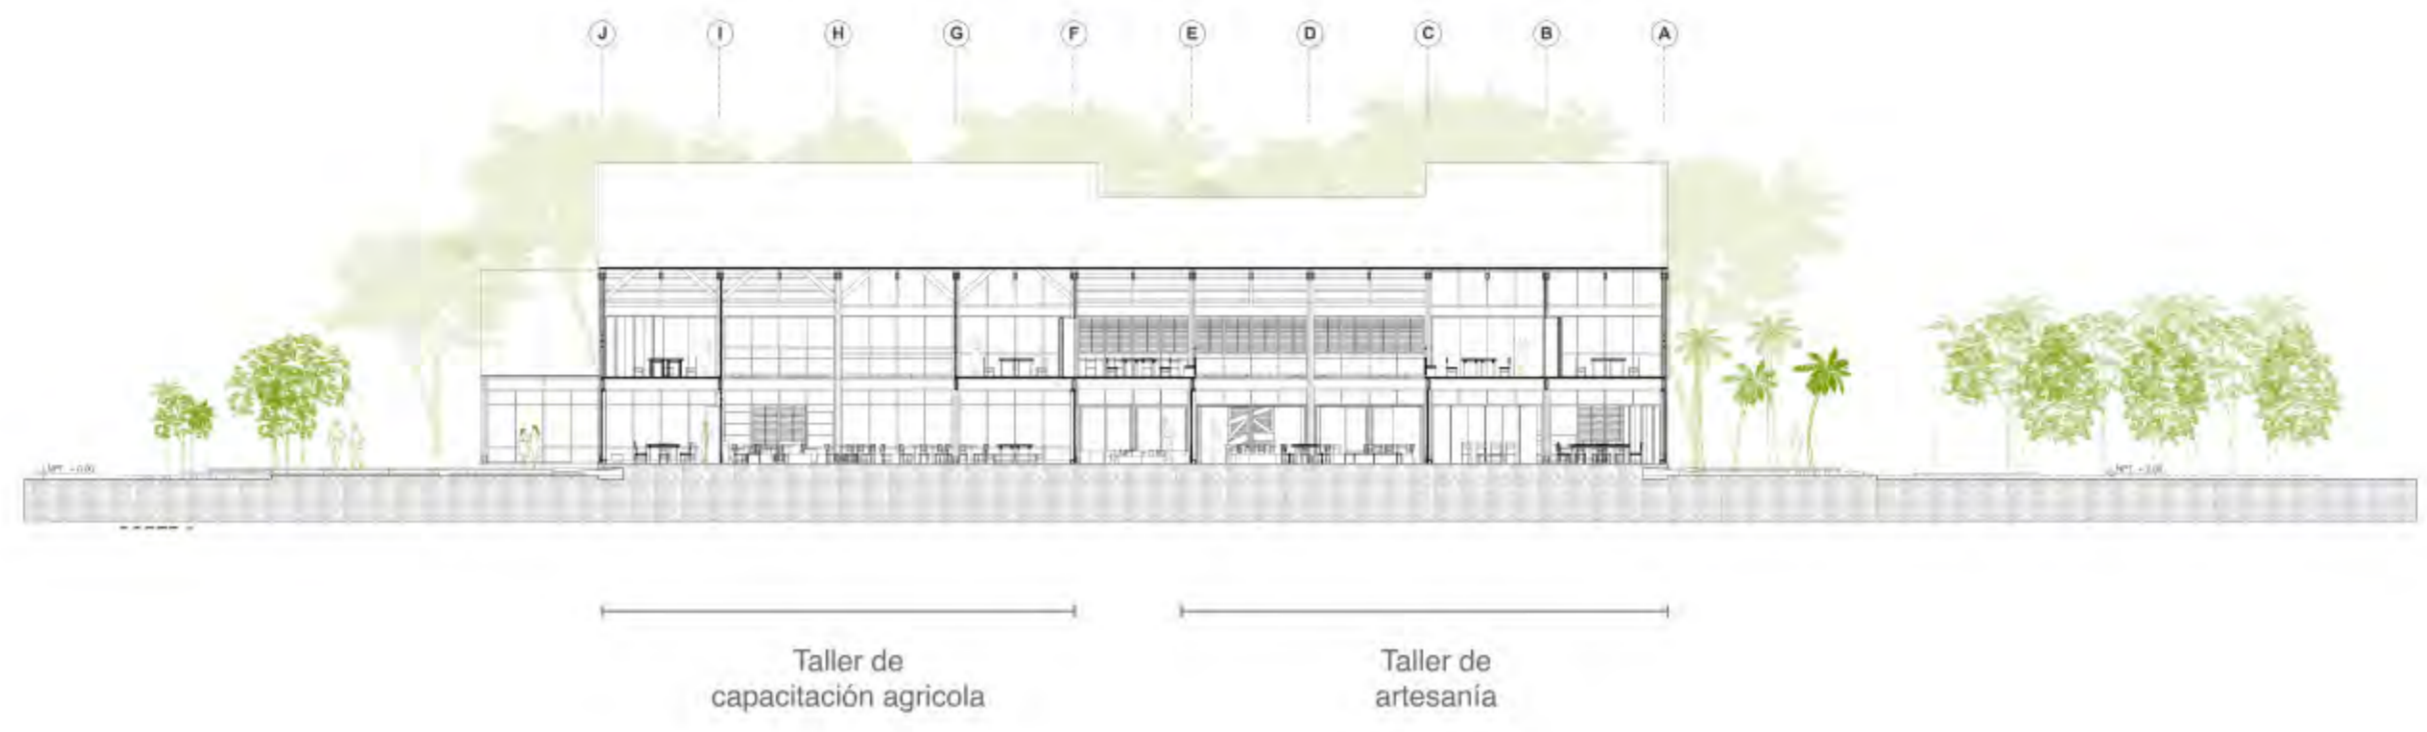 J I H G F E D C B A
Taller de
capacitación agricola
Taller de
artesanía